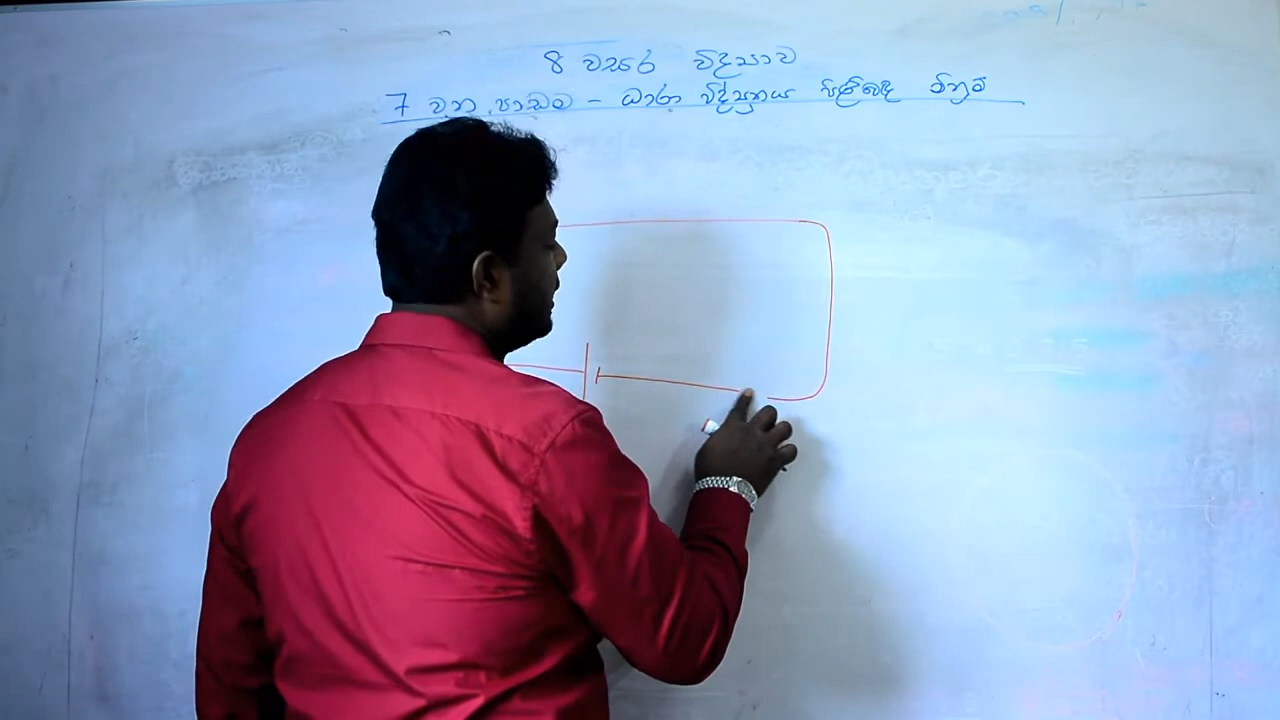 8 වසර විද්‍යාව
7 වන පාඩම - ධාරා විද්‍යුතය පිළිබඳ මිනුම්